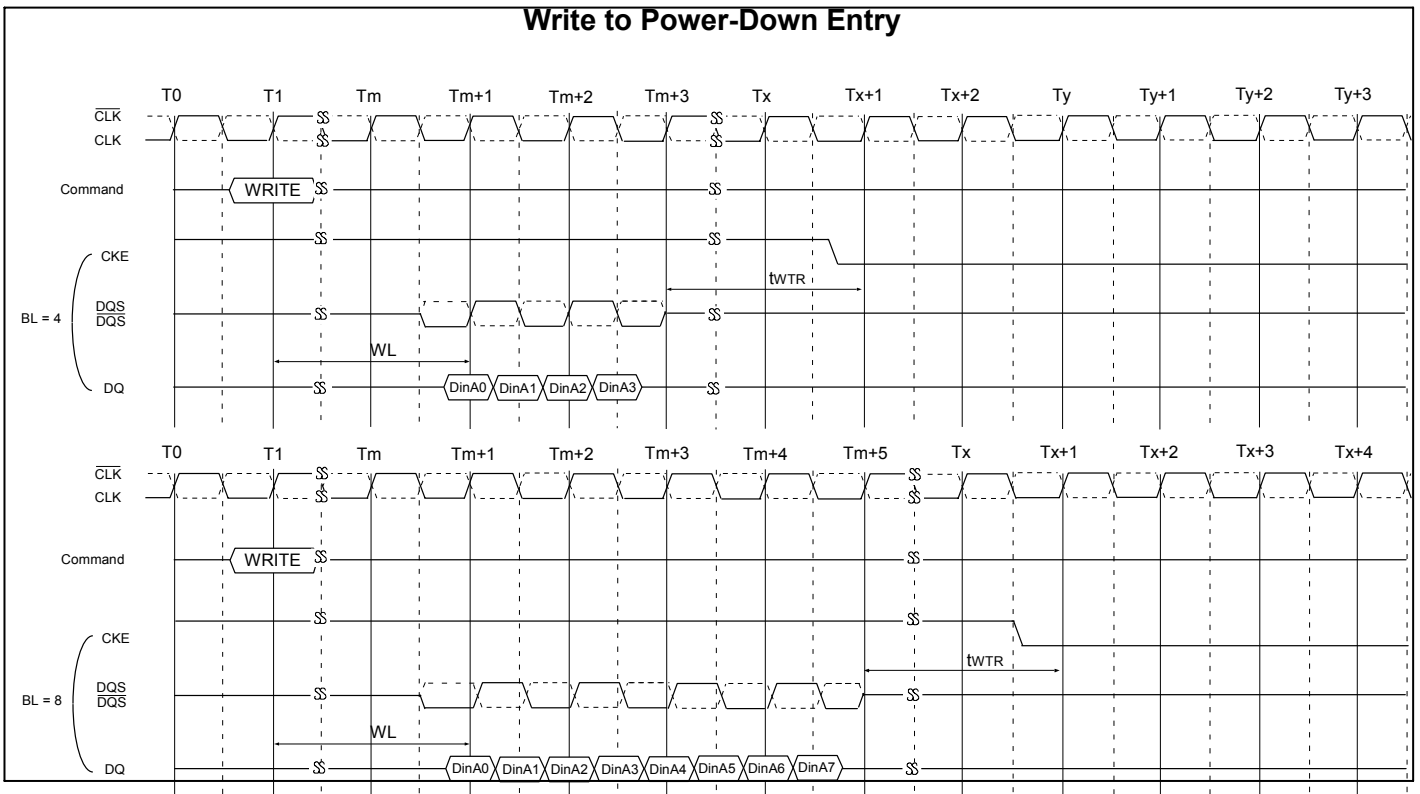 Write to Power-Down Entry
T0 T1 Tm Tm+1 Tm+2 Tm+3 Tx Tx+1 Tx+2 Ty Ty+1 Ty+2 Ty+3
CLK
CLK
Command WRITE
CKE
tWTR
BL = 4
DQS
DQS
WL
DQ DinA0 DinA1 DinA2 DinA3
T0 T1 Tm Tm+1 Tm+2 Tm+3 Tm+4 Tm+5 Tx Tx+1 Tx+2 Tx+3 Tx+4
CLK
CLK
Command WRITE
CKE
tWTR
BL = 8
DQS
DQS
WL
DQ DinA0 DinA1 DinA2 DinA3 DinA4 DinA5 DinA6 DinA7